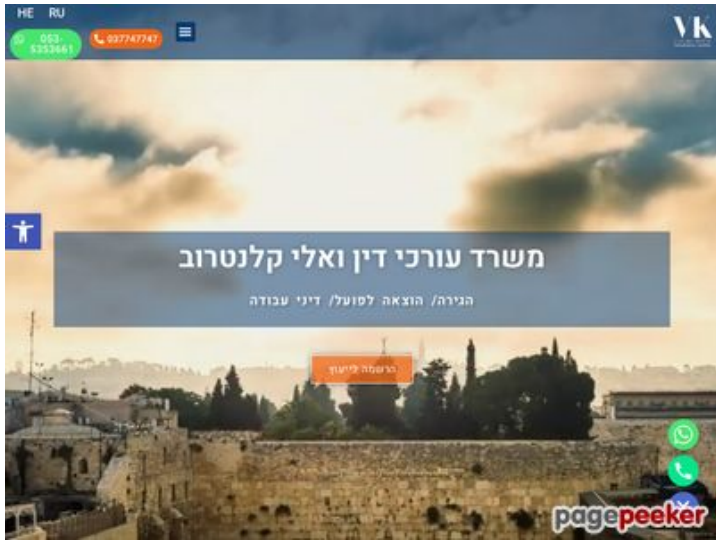 HE RU
053-5353661
037747747
VK
משרד עורכי דין ואלי קלנטרוב
הגירה/ הוצאה לפועל/ דיני עבודה
הרשמה לייעוץ
pagepeeker